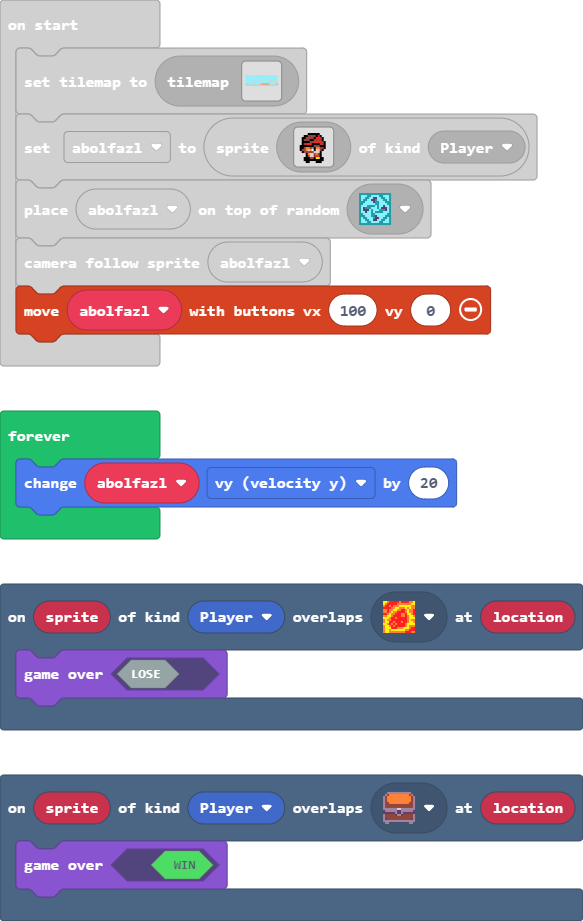 on start
set tilemap to tilemap
set abolfazl to sprite of kind Player
place abolfazl on top of random
camera follow sprite abolfazl
move abolfazl with buttons vx 100 vy 0
forever
change abolfazl vy (velocity y) by 20
on sprite of kind Player overlaps at location
game over LOSE
on sprite of kind Player overlaps at location
game over WIN